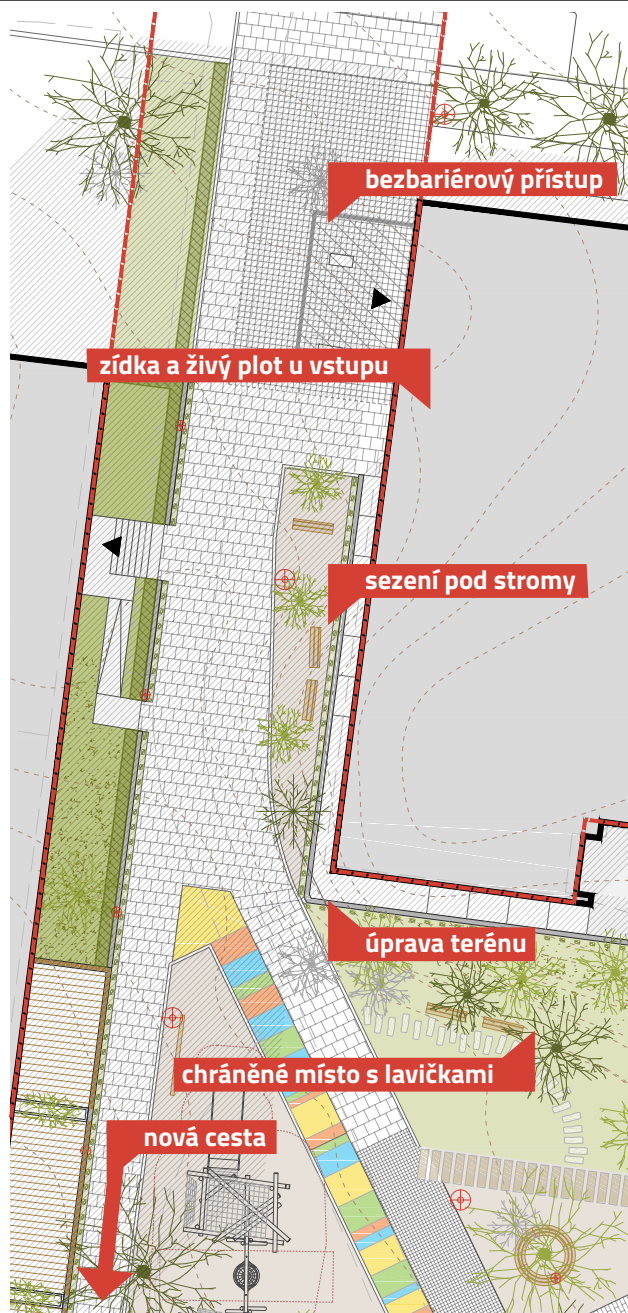 bezbariérový přístup
zídka a živý plot u vstupu
sezení pod stromy
úprava terénu
chráněné místo s lavičkami
nová cesta